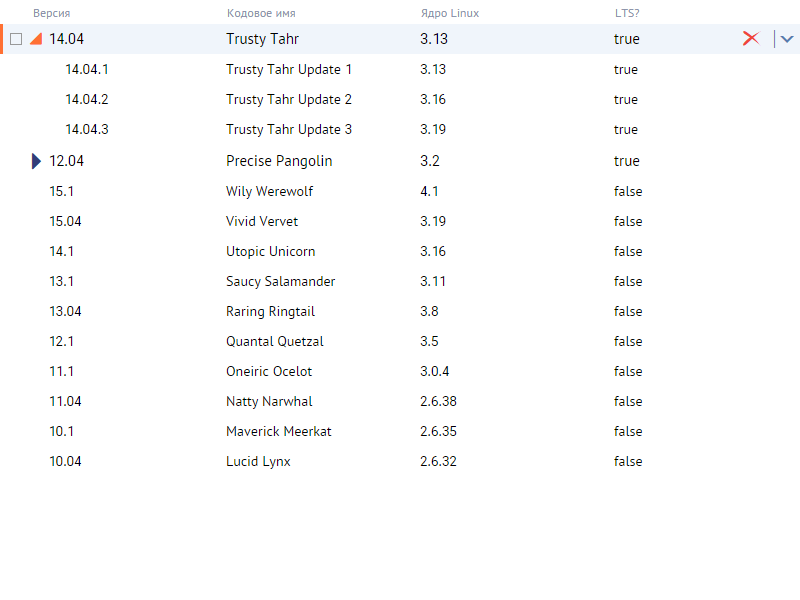 Версия Кодовое имя Ядро Linux LTS?
14.04 Trusty Tahr 3.13 true
14.04.1 Trusty Tahr Update 1 3.13 true
14.04.2 Trusty Tahr Update 2 3.16 true
14.04.3 Trusty Tahr Update 3 3.19 true
12.04 Precise Pangolin 3.2 true
15.1 Wily Werewolf 4.1 false
15.04 Vivid Vervet 3.19 false
14.1 Utopic Unicorn 3.16 false
13.1 Saucy Salamander 3.11 false
13.04 Raring Ringtail 3.8 false
12.1 Quantal Quetzal 3.5 false
11.1 Oneiric Ocelot 3.0.4 false
11.04 Natty Narwhal 2.6.38 false
10.1 Maverick Meerkat 2.6.35 false
10.04 Lucid Lynx 2.6.32 false